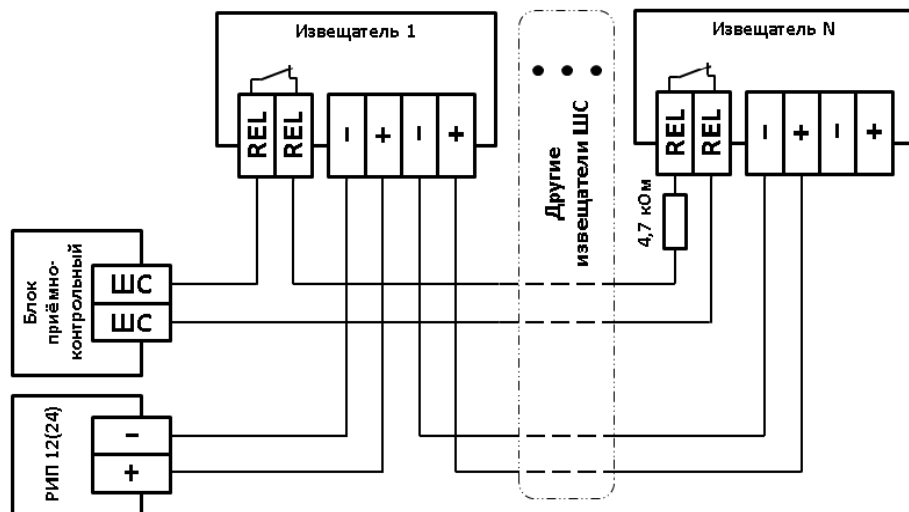 Извещатель 1
REL
REL
−
+
−
+
Другие
извещатели ШС
Извещатель N
REL
REL
−
+
−
+
4,7 кОм
Блок
приёмно-
контрольный
ШС
ШС
РИП 12(24)
−
+